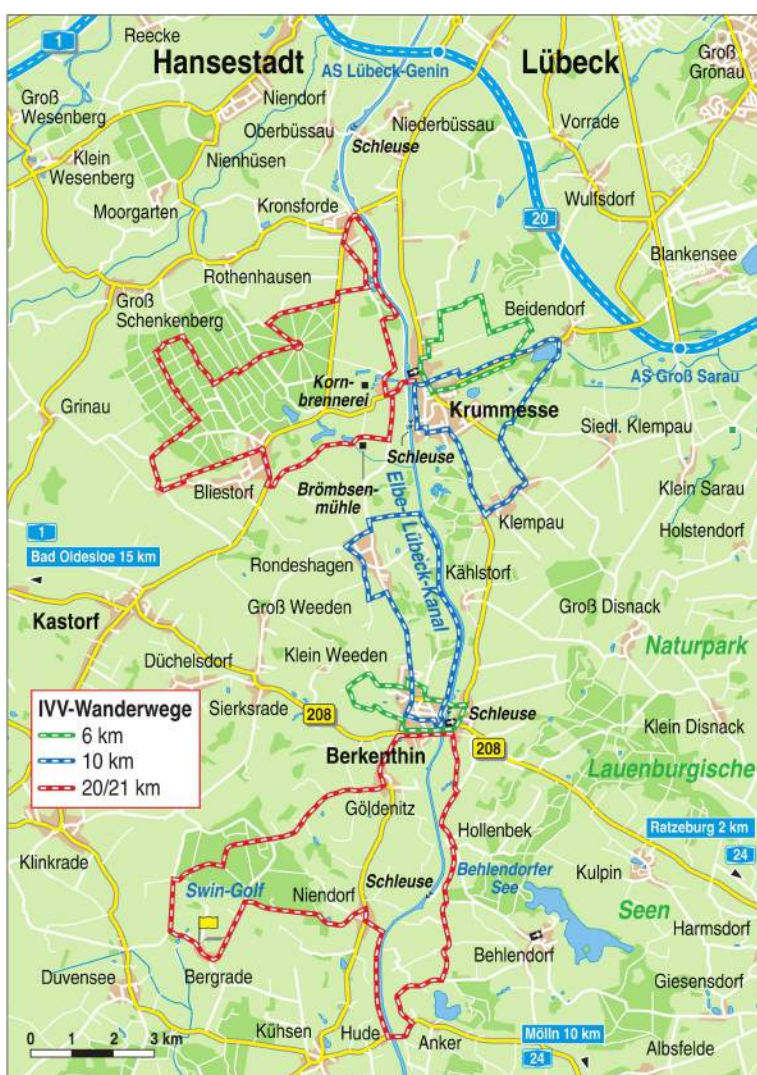 1
Reecke
Hansestadt
Lübeck
AS Lübeck-Genin
Groß
Grönau
Groß
Wesenberg
Niendorf
Oberbüssau
Niederbüssau
Schleuse
Vorrade
Klein
Wesenberg
Nienhüsen
Moorgarten
Kronsforde
Wulfsdorf
20
Blankensee
Rothenhausen
Groß
Schenkenberg
Beidendorf
AS Groß Sarau
Korn-
brennerei
Grinau
Krummesse
Siedl. Klempau
Schleuse
Bliestorf
Brömbsen-
mühle
Klein Sarau
Klempau
Holstendorf
1
Bad Oldesloe 15 km
Elbe-Lübeck-Kanal
Rondeshagen
Kählstorf
Kastorf
Groß Weeden
Groß Disnack
Naturpark
Düchelsdorf
Klein Weeden
IVV-Wanderwege
6 km
10 km
20/21 km
Sierksrade
208
Schleuse
Klein Disnack
Berkenthin
208
Lauenburgische
Göldenitz
Ratzeburg 2 km
24
Hollenbek
Klinkrade
Swin-Golf
Niendorf
Schleuse
Behlendorfer
See
Kulpin
Seen
Harmsdorf
Behlendorf
Duvensee
Bergrade
Giesensdorf
0 1 2 3 km
Kühsen
Hude
Anker
Mölln 10 km
24
Albsfelde